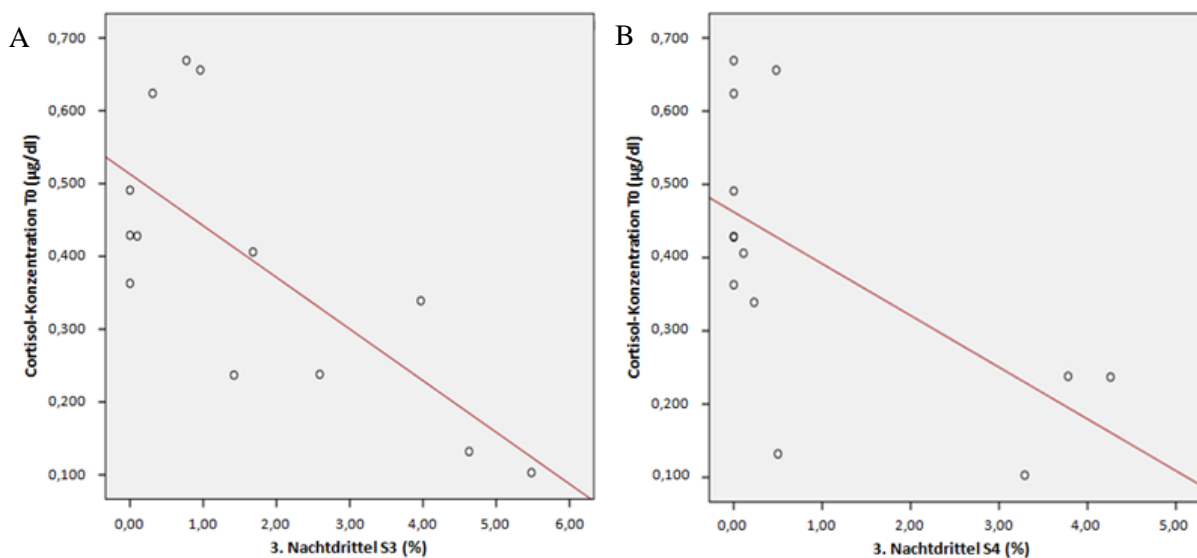 A
Cortisol-Konzentration T0 (µg/dl)
0,700
0,600
0,500
0,400
0,300
0,200
0,100
0,00 1,00 2,00 3,00 4,00 5,00 6,00
3. Nachtdrittel S3 (%)
B
Cortisol-Konzentration T0 (µg/dl)
0,700
0,600
0,500
0,400
0,300
0,200
0,100
0,00 1,00 2,00 3,00 4,00 5,00
3. Nachtdrittel S4 (%)